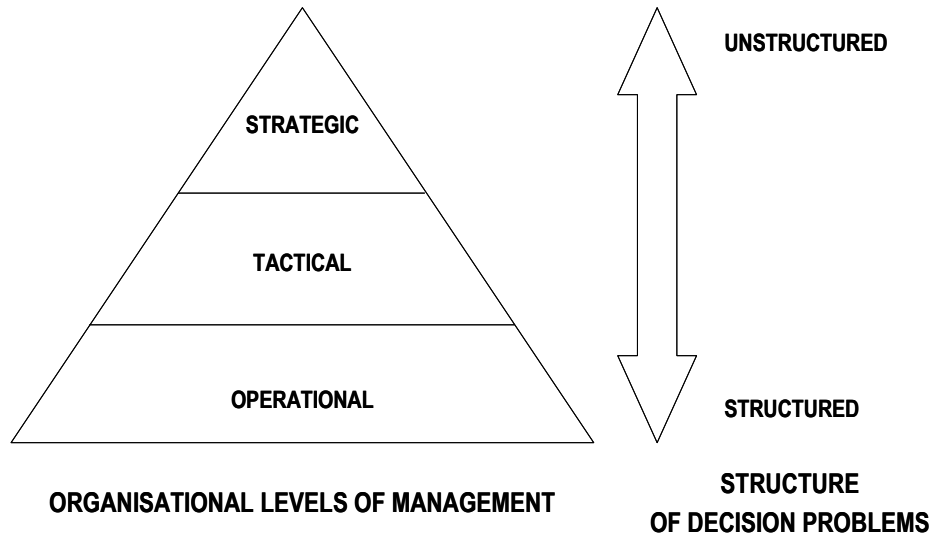 UNSTRUCTURED
STRATEGIC
TACTICAL
OPERATIONAL
STRUCTURED
ORGANISATIONAL LEVELS OF MANAGEMENT
STRUCTURE
OF DECISION PROBLEMS